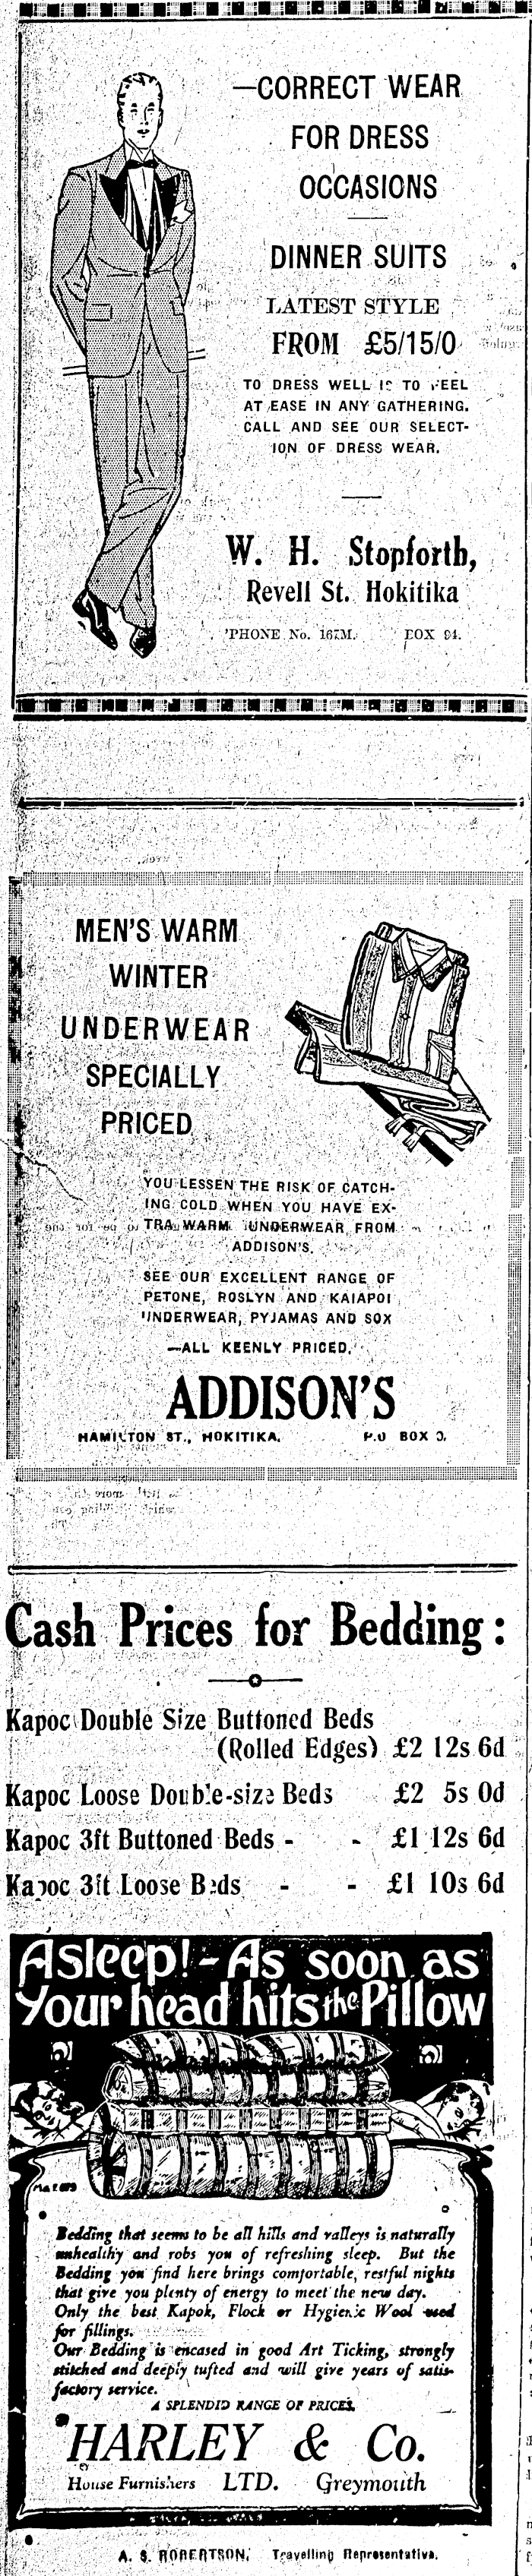 —CORRECT WEAR
FOR DRESS
OCCASIONS
DINNER SUITS
LATEST STYLE
FROM £5/15/0
TO DRESS WELL IS TO FEEL
AT EASE IN ANY GATHERING.
CALL AND SEE OUR SELECT-
ION OF DRESS WEAR.
W. H. Stopforth,
Revell St. Hokitika
'PHONE No. 167M. BOX 94.
MEN'S WARM
WINTER
UNDERWEAR
SPECIALLY
PRICED
YOU LESSEN THE RISK OF CATCH-
ING COLD WHEN YOU HAVE EX-
TRA WARM UNDERWEAR FROM
ADDISON'S.
SEE OUR EXCELLENT RANGE OF
PETONE, ROSLYN AND KAIAPOI
UNDERWEAR, PYJAMAS AND SOX
—ALL KEENLY PRICED.
ADDISON'S
HAMILTON ST., HOKITIKA. P.O BOX
Cash Prices for Bedding:
Kapoc Double Size Buttoned Beds
(Rolled Edges) £2 12s 6d
Kapoc Loose Double-size Beds £2 5s 0d
Kapoc 3ft Buttoned Beds - - £1 12s 6d
Kapoc 3ft Loose Beds - - £1 10s 6d
Asleep!-As soon as
Your head hits the Pillow
Bedding that seems to be all hills and valleys is naturally
unhealthy and robs you of refreshing sleep. But the
Bedding you find here brings comfortable, restful nights
that give you plenty of energy to meet the new day.
Only the best Kapok, Flock or Hygienic Wool used
for fillings.
Our Bedding is encased in good Art Ticking, strongly
stitched and deeply tufted and will give years of satis-
factory service.
A SPLENDID RANGE OF PRICES.
HARLEY & Co.
House Furnishers LTD. Greymouth
A. S. ROBERTSON, Travelling Representative.